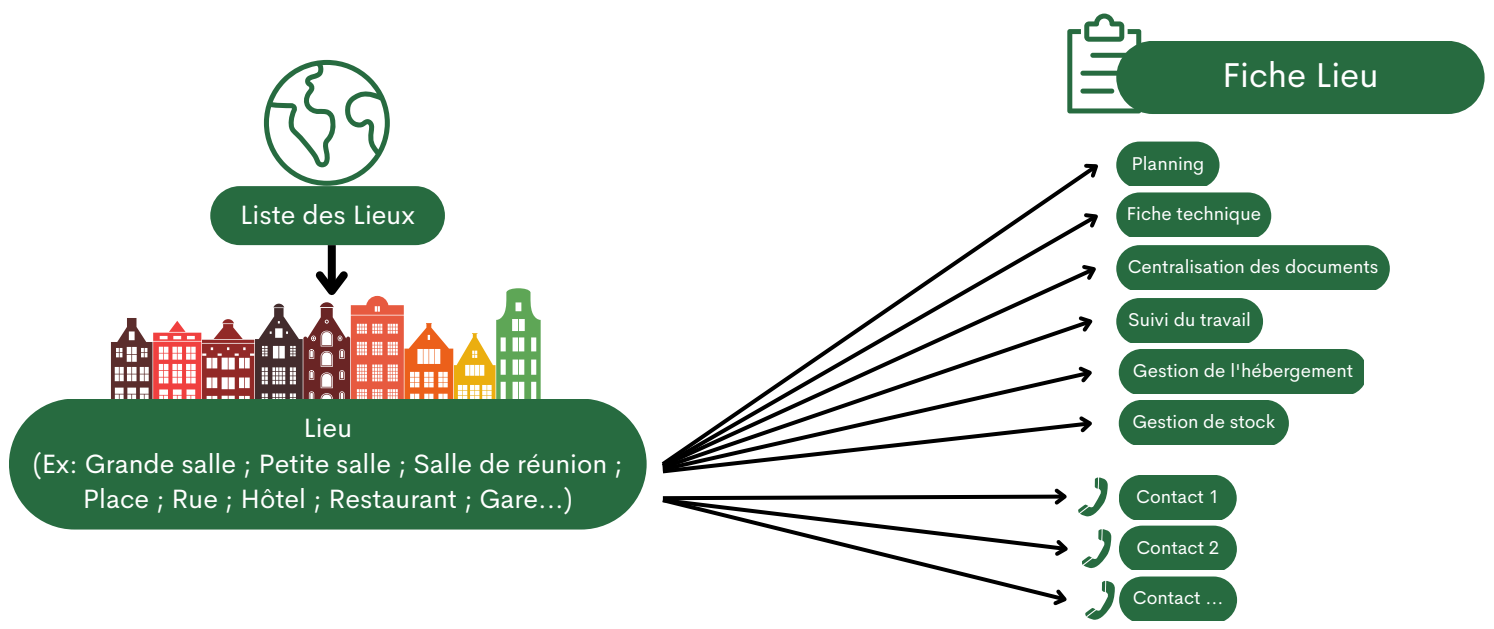 Fiche Lieu
Liste des Lieux
Lieu
(Ex: Grande salle ; Petite salle ; Salle de réunion ;
Place ; Rue ; Hôtel ; Restaurant ; Gare...)
Planning
Fiche technique
Centralisation des documents
Suivi du travail
Gestion de l'hébergement
Gestion de stock
Contact 1
Contact 2
Contact ...